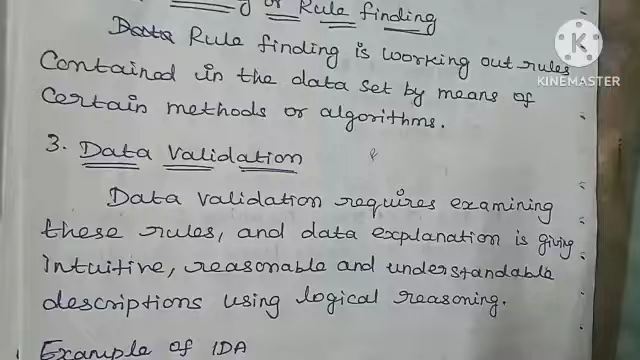 or Rule finding
Data Rule finding is working out rules
Contained in the data set by means of
Certain methods or algorithms.
3. Data Validation
Data validation requires examining
these rules, and data explanation is giving
intuitive, reasonable and understandable
descriptions using logical reasoning.
Example of IDA
K
KINEMASTER